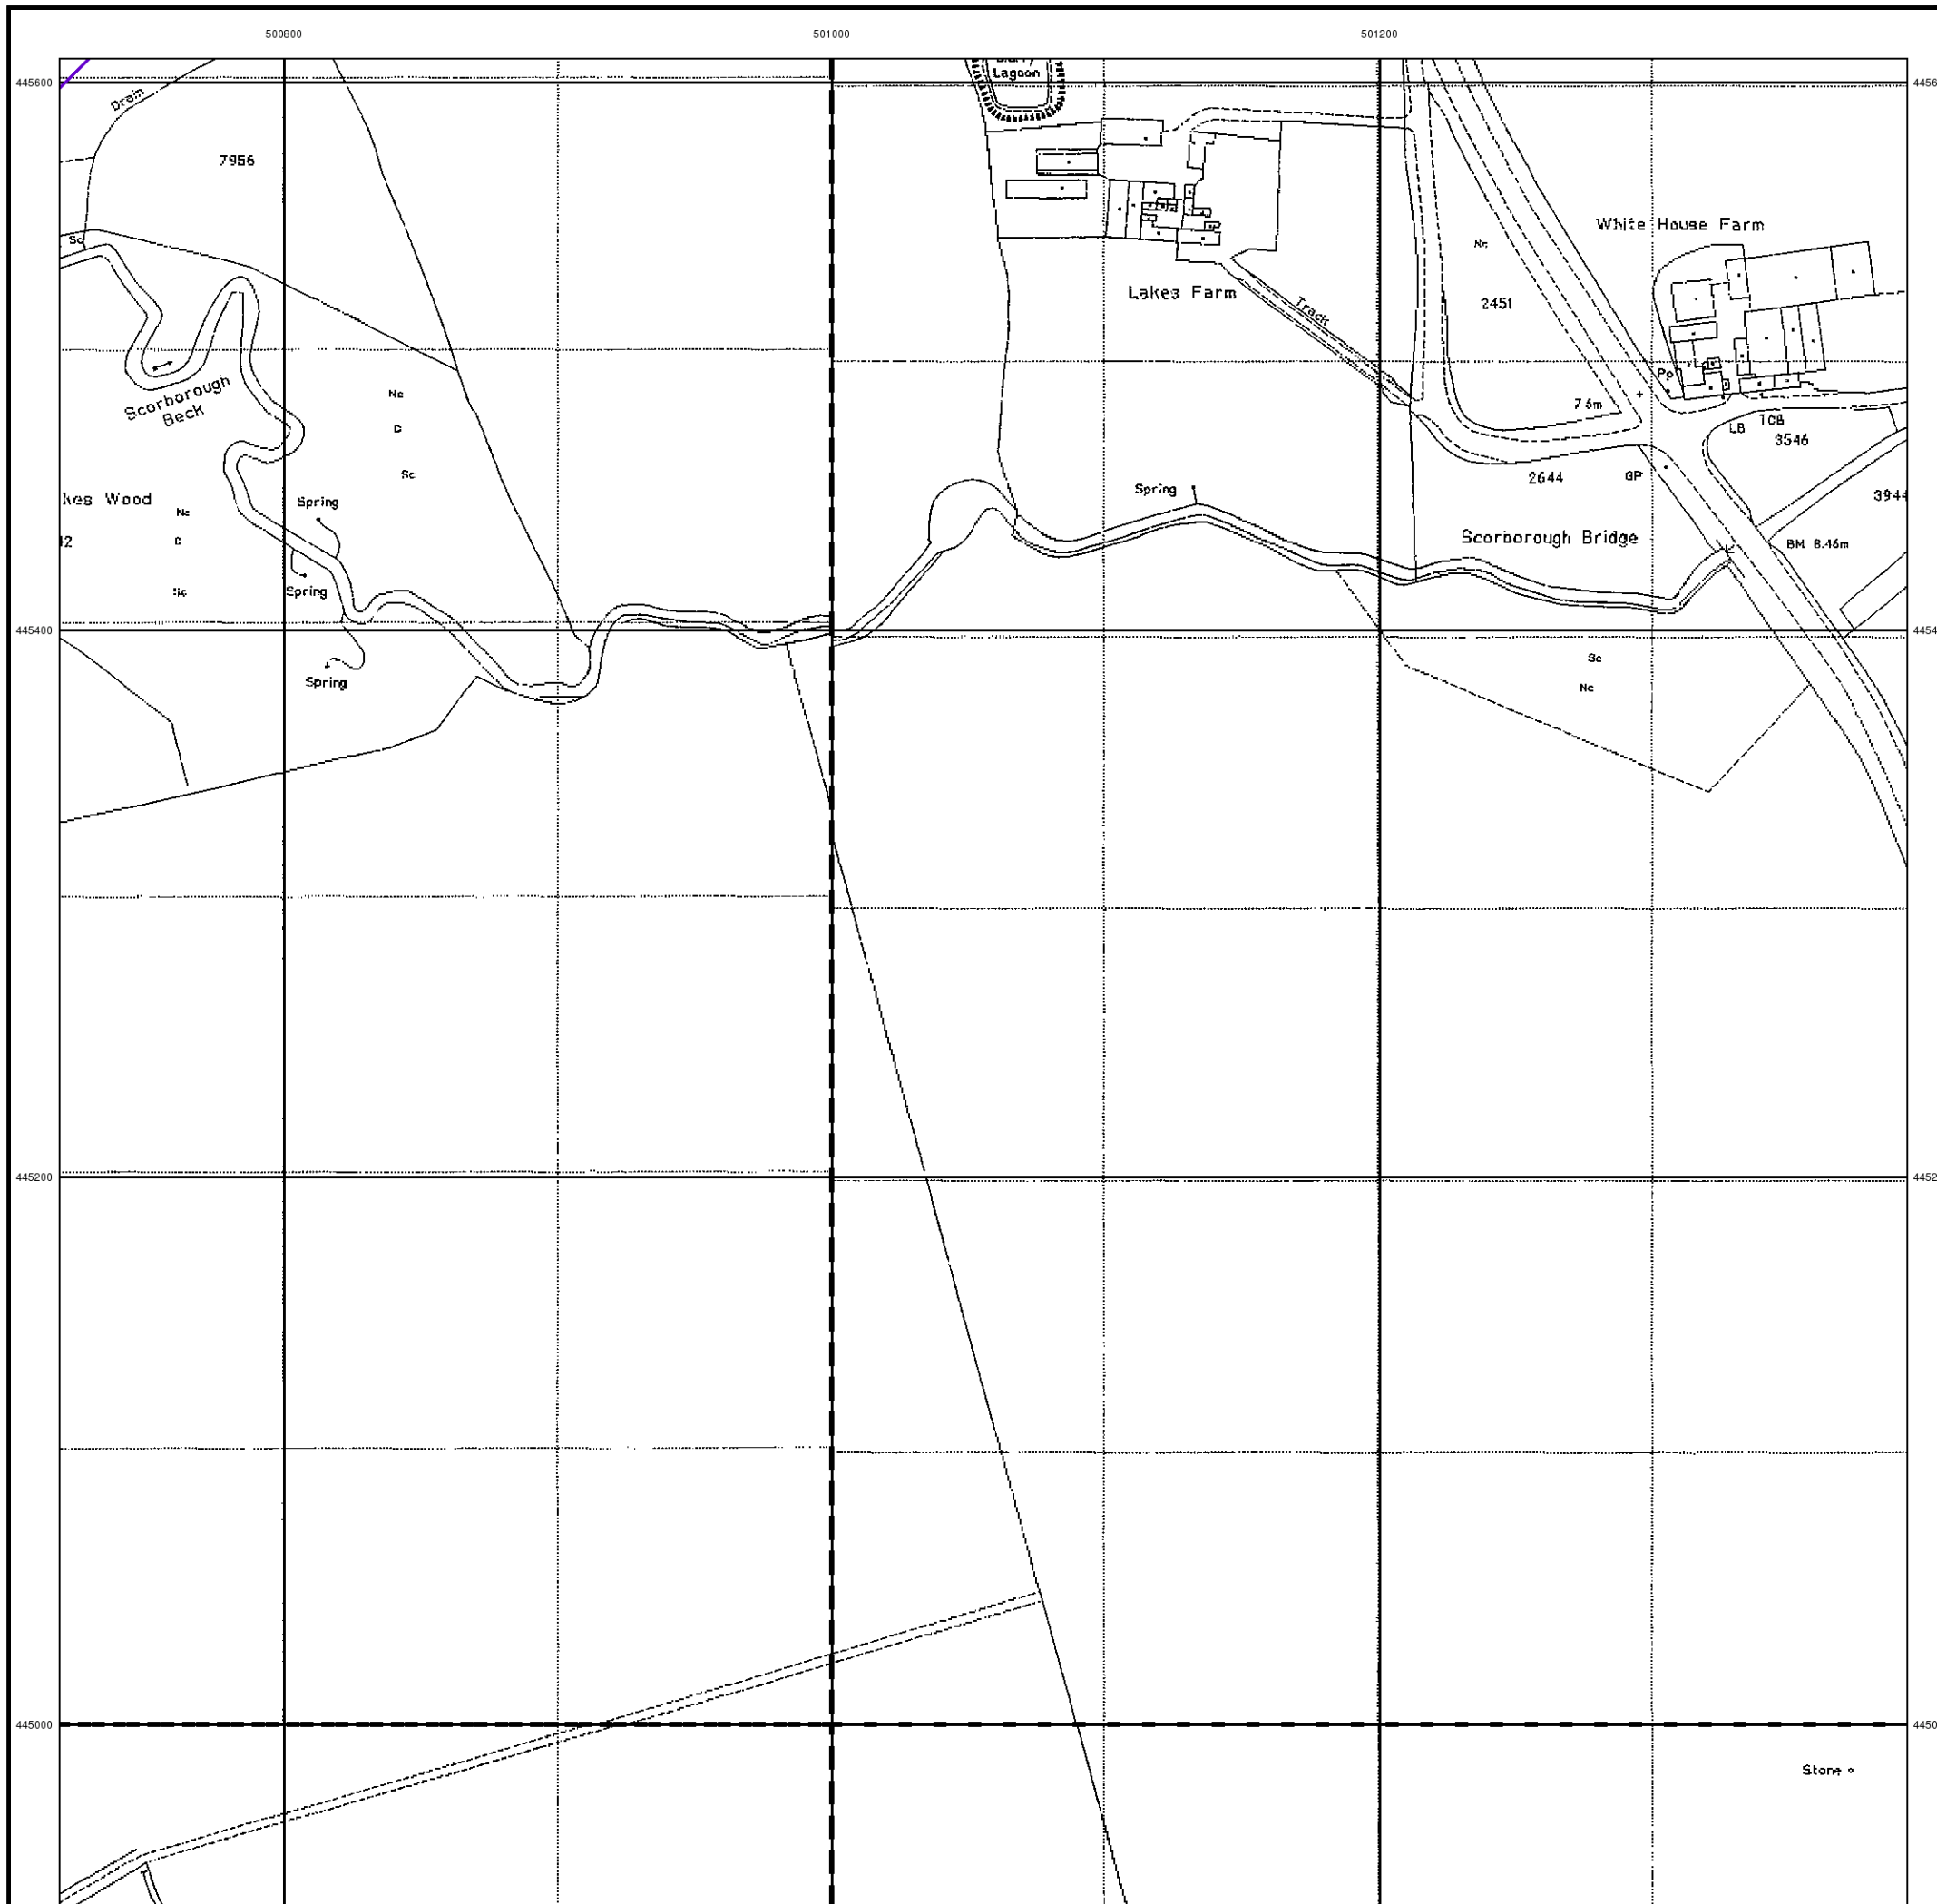 500800
501000
501200
445600
Lagoon
Drain
7956
White House Farm
Sc
Nc
2451
Lakes Farm
Track
Scorborough
Beck
Nc
Pp
7.5m
C
LB
TCB
3546
Sc
2644
GP
Spring
Spring
3944
Wood
Nc
C
Scorborough Bridge
BM 8.46m
Spring
Sc
445400
Sc
Nc
Spring
445200
445000
Stone